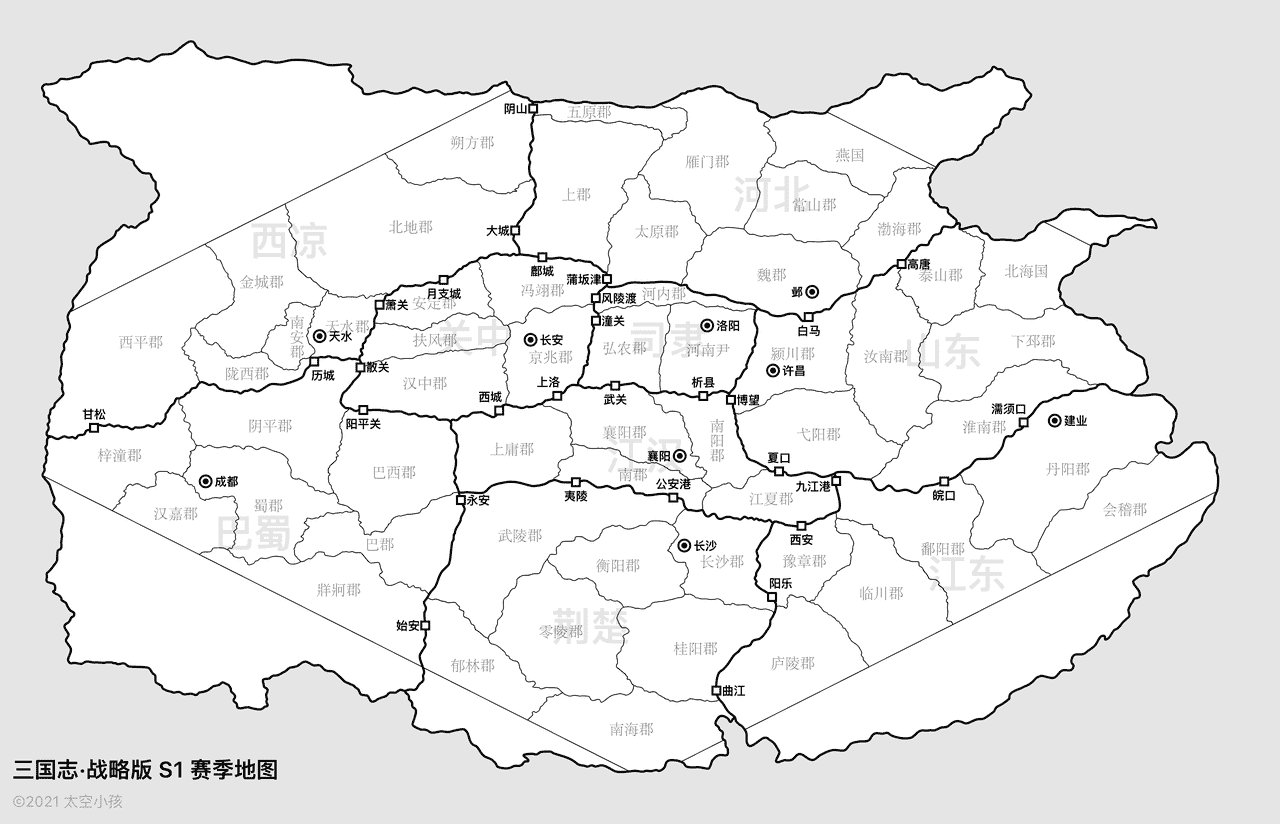 阴山
五原郡
朔方郡
雁门郡
燕国
上郡
河北
常山郡
西凉
北地郡
大城
太原郡
渤海郡
金城郡
鄜城
蒲坂津
魏郡
高唐
泰山郡
北海国
月支城
冯翊郡
河内郡
邺
萧关
安定郡
风陵渡
南安郡
天水郡
天水
潼关
洛阳
白马
西平郡
扶风郡
关中
长安
京兆郡
弘农郡
司隶
河南尹
颍川郡
汝南郡
山东
下邳郡
陇西郡
历城
散关
汉中郡
上洛
析县
许昌
西城
武关
博望
甘松
阳平关
濡须口
建业
梓潼郡
阴平郡
上庸郡
襄阳郡
南阳郡
弋阳郡
淮南郡
江汉
襄阳
夏口
巴西郡
南郡
丹阳郡
成都
公安港
九江港
永安
夷陵
江夏郡
皖口
汉嘉郡
蜀郡
会稽郡
巴蜀
武陵郡
西安
巴郡
长沙
长沙郡
豫章郡
鄱阳郡
江东
衡阳郡
牂牁郡
阳乐
临川郡
始安
零陵郡
荆楚
桂阳郡
郁林郡
庐陵郡
曲江
南海郡
三国志·战略版 S1 赛季地图
©2021 太空小孩